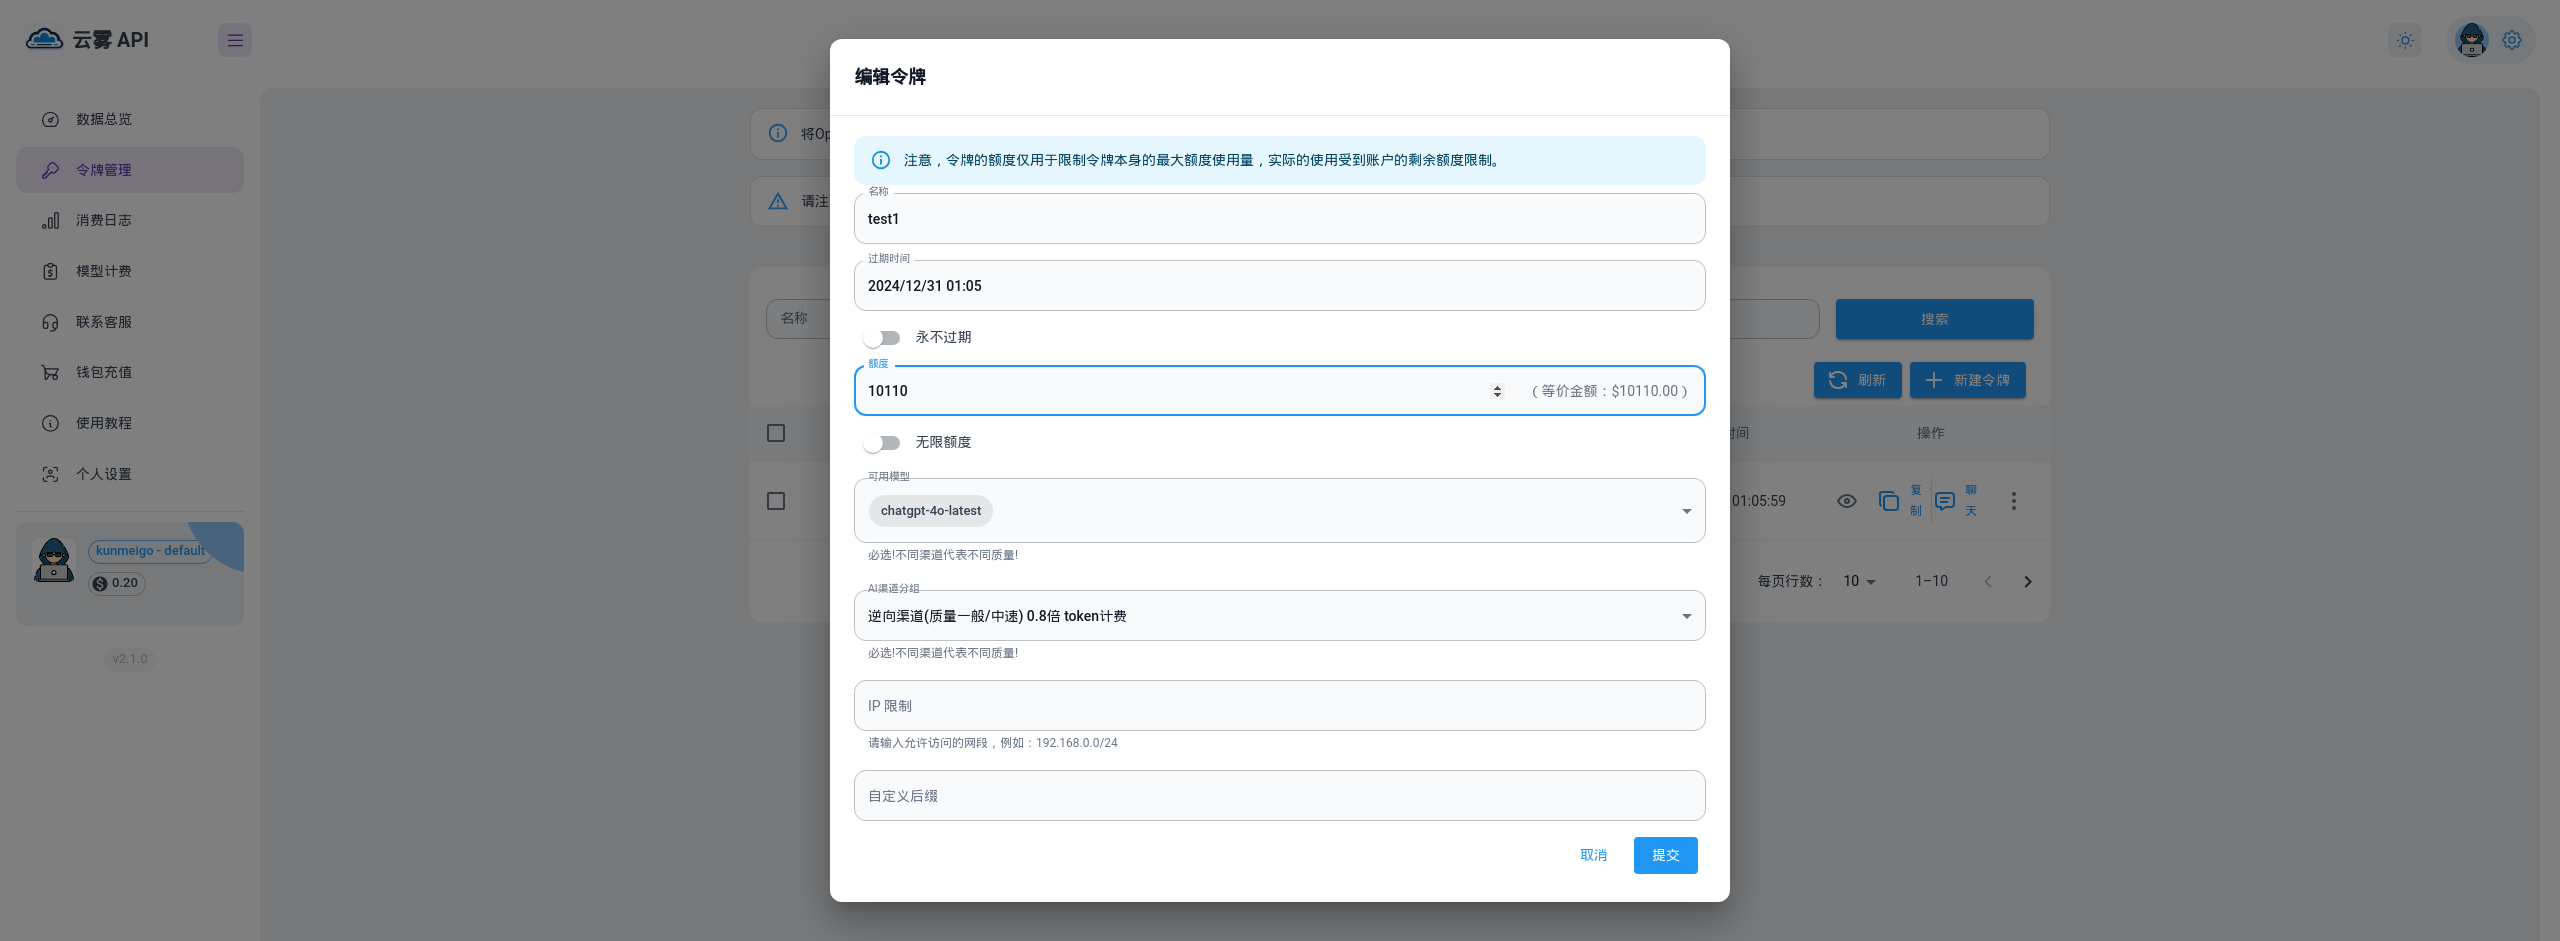 云雾 API
数据总览
令牌管理
消费日志
模型计费
联系客服
钱包充值
使用教程
个人设置
kunmeigo - default
0.20
v2.1.0
将Op
请注
名称
搜索
刷新
新建令牌
时间
操作
01:05:59
复制
聊天
每页行数：
10
1–10
编辑令牌
注意，令牌的额度仅用于限制令牌本身的最大额度使用量，实际的使用受到账户的剩余额度限制。
名称
test1
过期时间
2024/12/31 01:05
永不过期
额度
10110
（等价金额：$10110.00）
无限额度
可用模型
chatgpt-4o-latest
必选!不同渠道代表不同质量!
AI渠道分组
逆向渠道(质量一般/中速) 0.8倍 token计费
必选!不同渠道代表不同质量!
IP 限制
请输入允许访问的网段，例如：192.168.0.0/24
自定义后缀
取消
提交